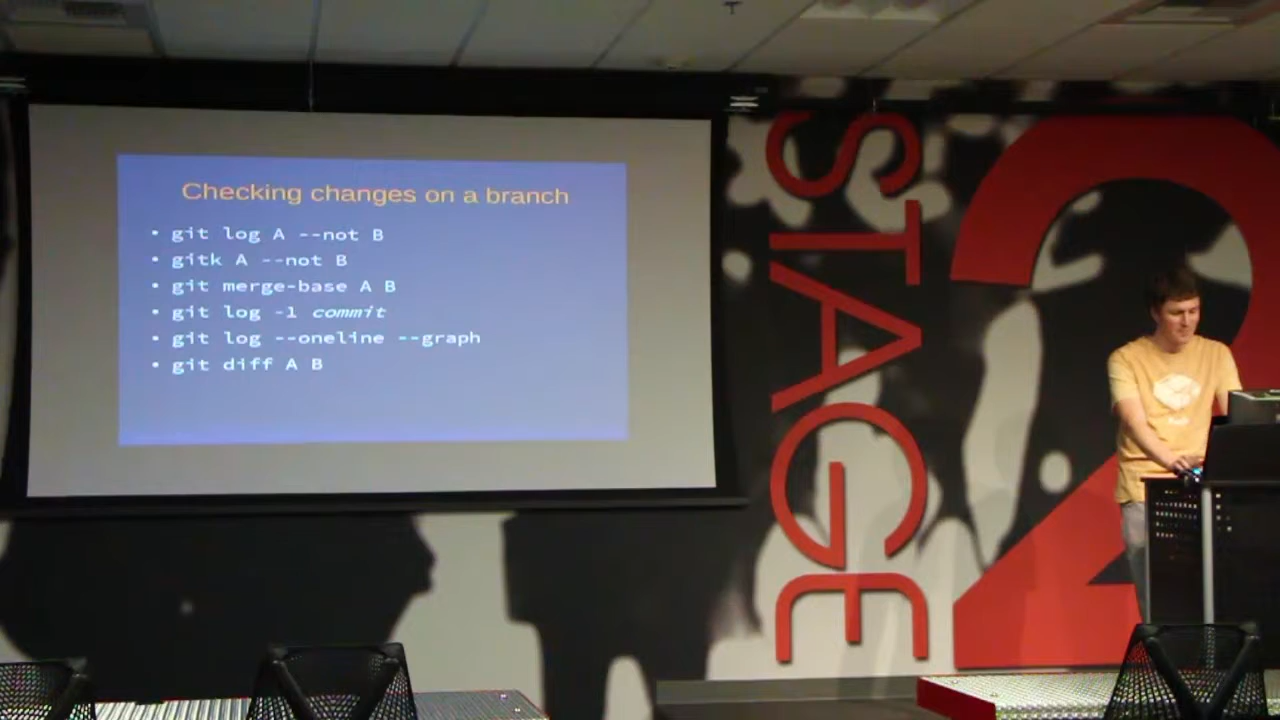 Checking changes on a branch
• git log A --not B
• gitk A --not B
• git merge-base A B
• git log -1 commit
• git log --oneline --graph
• git diff A B
STAGE
2